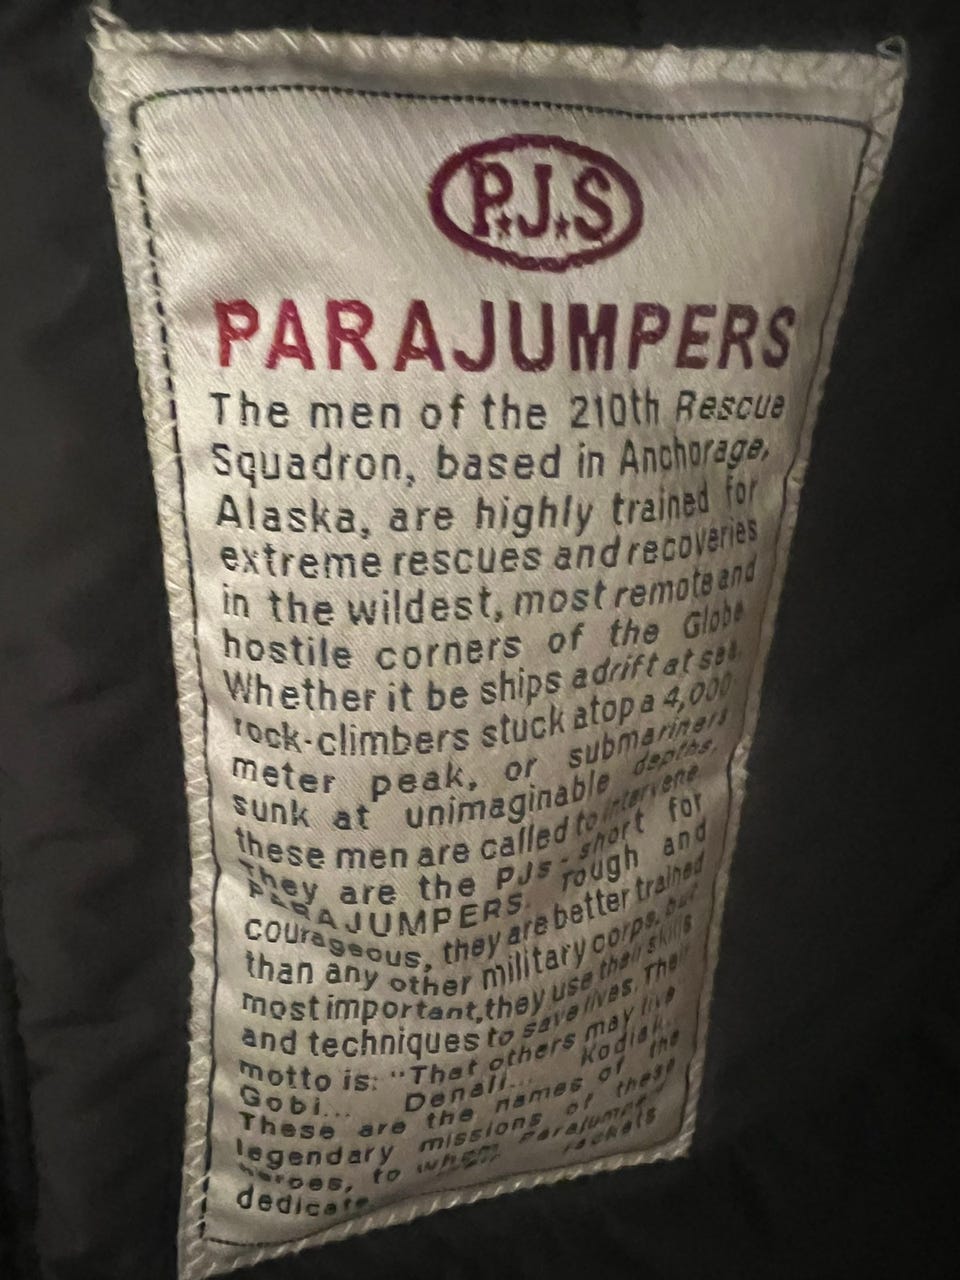 P.J.S
PARAJUMPERS
The men of the 210th Rescue
Squadron, based in Anchorage,
Alaska, are highly trained for
extreme rescues and recoveries
in the wildest, most remote and
hostile corners of the Globe
Whether it be ships adrift at sea,
rock-climbers stuck atop a 4,000
meter peak, or submariners
sunk at unimaginable depths,
these men are called to intervene.
They are the PJs - short for
PARAJUMPERS. rough and
courageous, they are better trained
than any other military corps, but
most important, they use their skills
and techniques to save lives. Their
motto is: "That others may live
Gobi... Denali... Kodiak.
These are the names of the
legendary missions of these
heroes, to whom Parajumpers
dedicate jackets